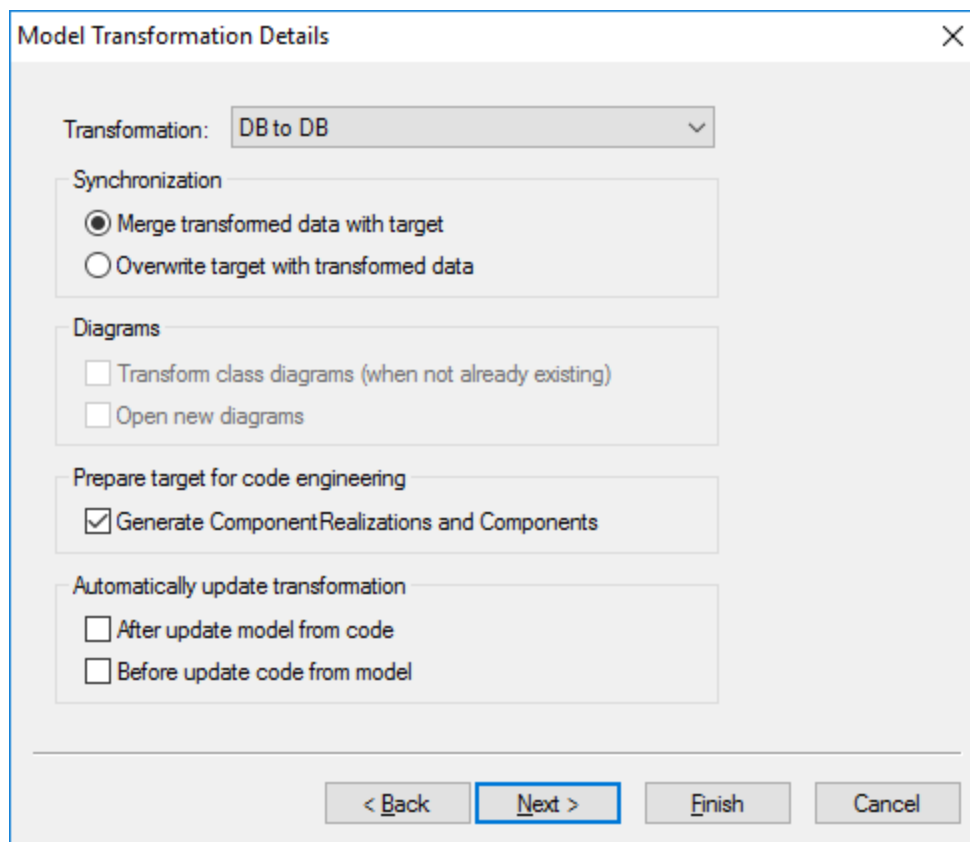 Model Transformation Details
Transformation: DB to DB
Synchronization
Merge transformed data with target
Overwrite target with transformed data
Diagrams
Transform class diagrams (when not already existing)
Open new diagrams
Prepare target for code engineering
Generate ComponentRealizations and Components
Automatically update transformation
After update model from code
Before update code from model
< Back Next > Finish Cancel